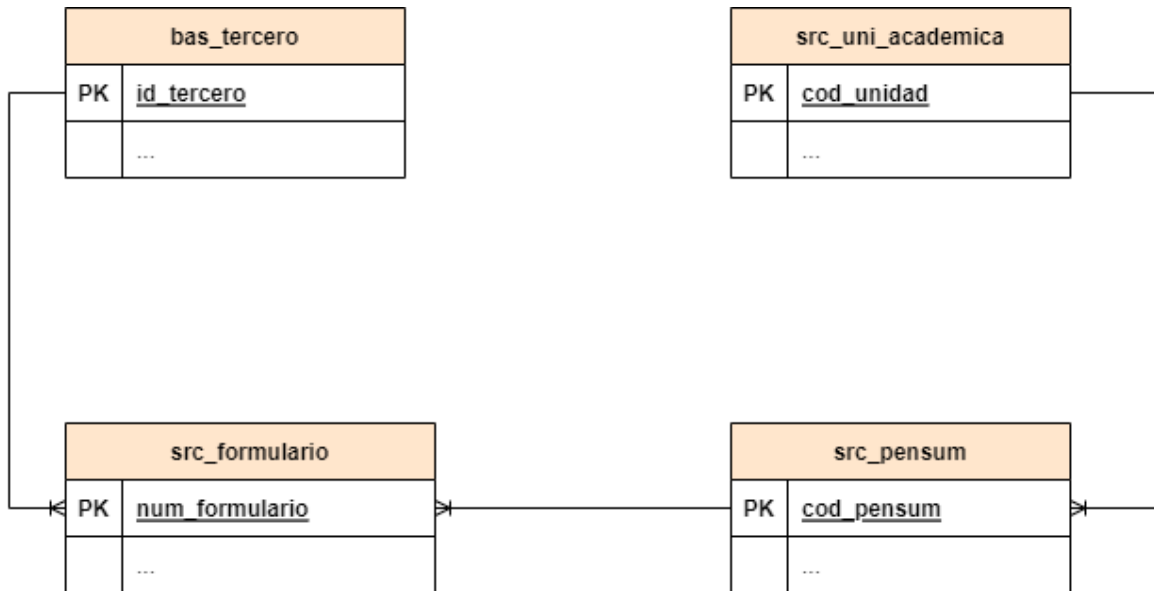 bas_tercero
PK id_tercero
...
src_uni_academica
PK cod_unidad
...
src_formulario
PK num_formulario
...
src_pensum
PK cod_pensum
...